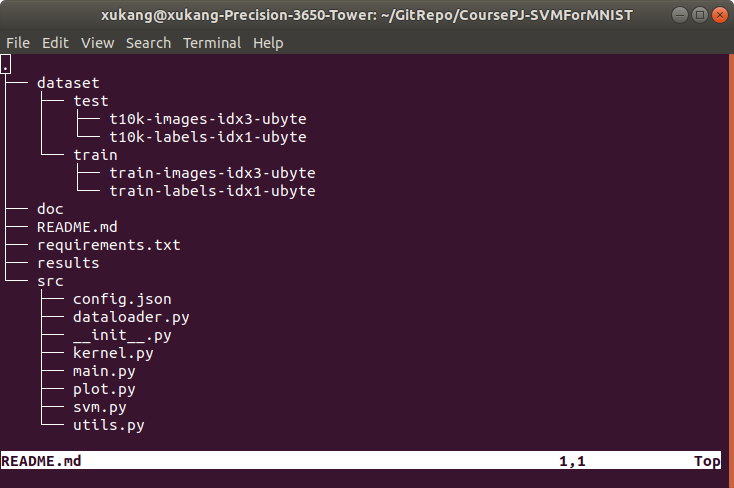 xukang@xukang-Precision-3650-Tower: ~/GitRepo/CoursePJ-SVMForMNIST
File Edit View Search Terminal Help
.
├── dataset
│   ├── test
│   │   ├── t10k-images-idx3-ubyte
│   │   └── t10k-labels-idx1-ubyte
│   └── train
│       ├── train-images-idx3-ubyte
│       └── train-labels-idx1-ubyte
├── doc
├── README.md
├── requirements.txt
├── results
└── src
    ├── config.json
    ├── dataloader.py
    ├── __init__.py
    ├── kernel.py
    ├── main.py
    ├── plot.py
    ├── svm.py
    └── utils.py
README.md 1,1 Top